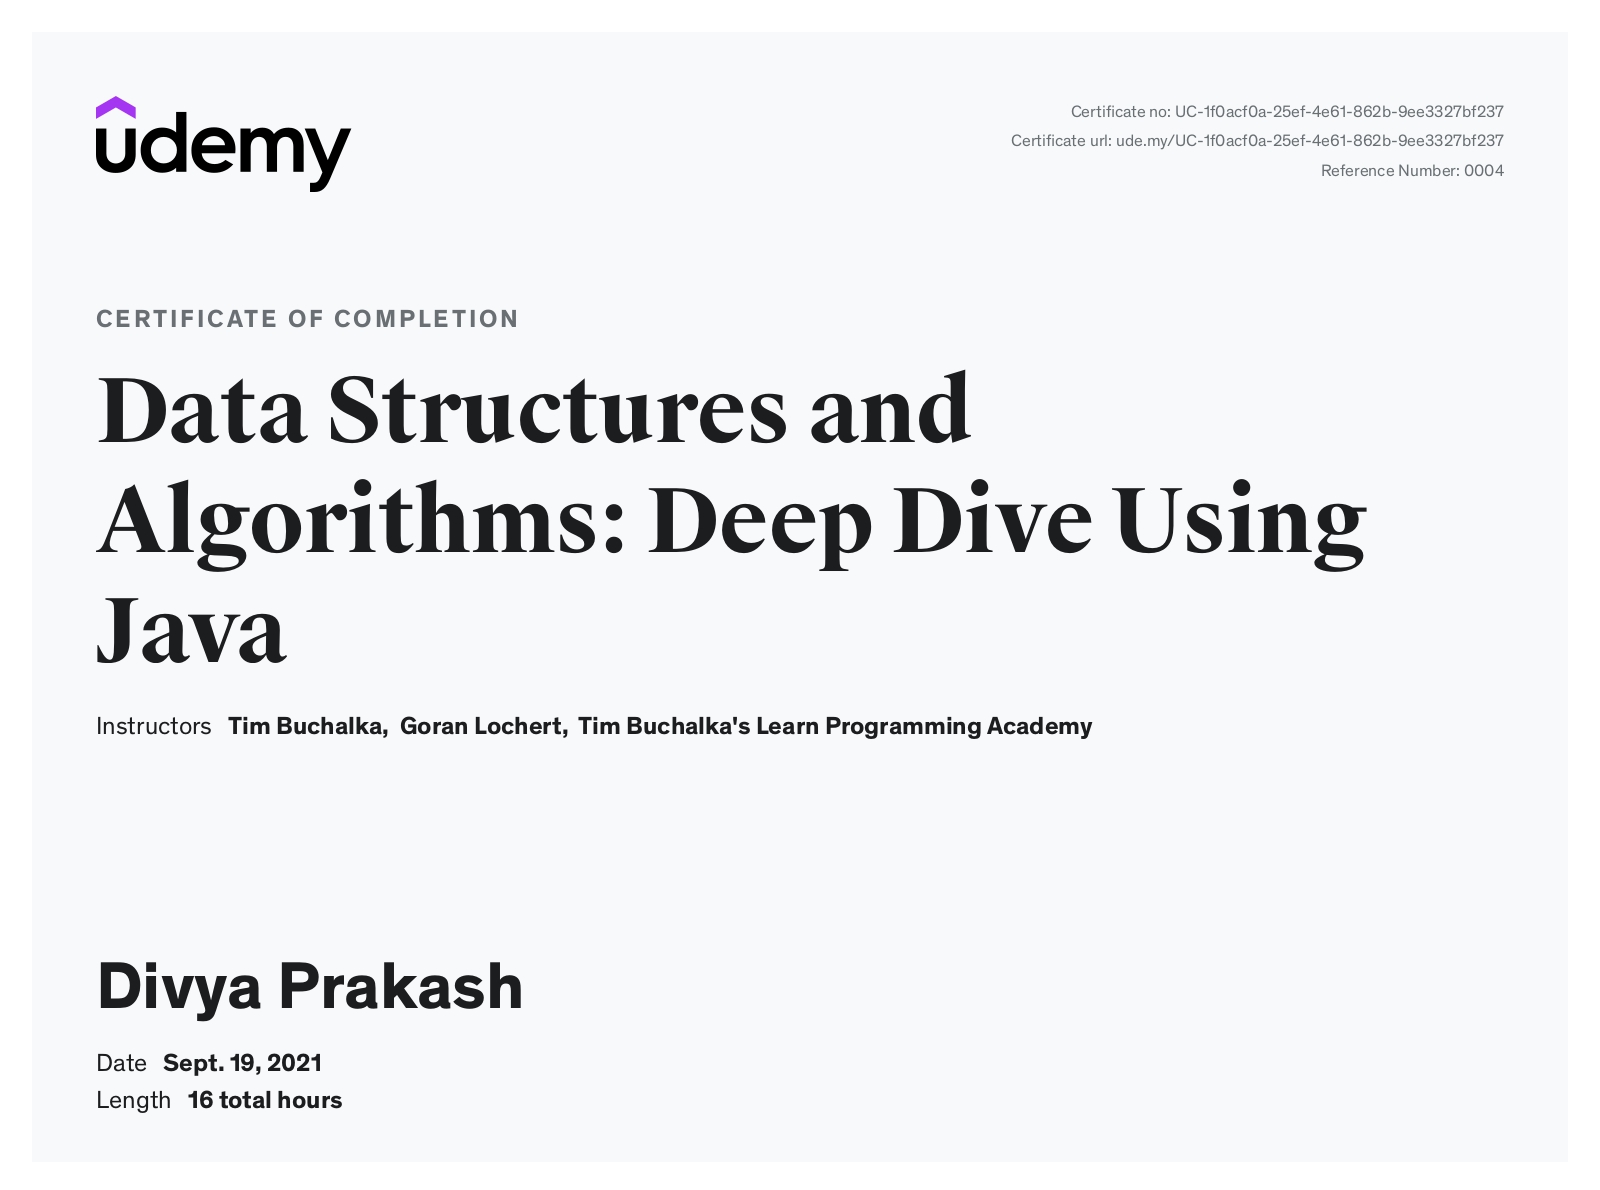 udemy
Certificate no: UC-1f0acf0a-25ef-4e61-862b-9ee3327bf237
Certificate url: ude.my/UC-1f0acf0a-25ef-4e61-862b-9ee3327bf237
Reference Number: 0004
CERTIFICATE OF COMPLETION
Data Structures and
Algorithms: Deep Dive Using
Java
Instructors Tim Buchalka, Goran Lochert, Tim Buchalka's Learn Programming Academy
Divya Prakash
Date Sept. 19, 2021
Length 16 total hours